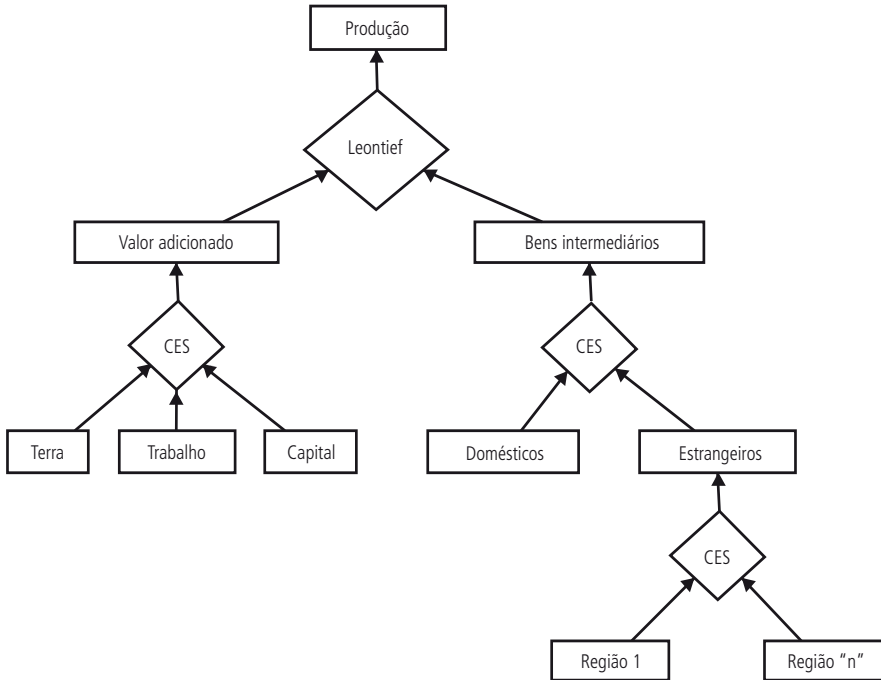 Produção
Leontief
Valor adicionado
Bens intermediários
CES
CES
Terra
Trabalho
Capital
Domésticos
Estrangeiros
CES
Região 1
Região “n”